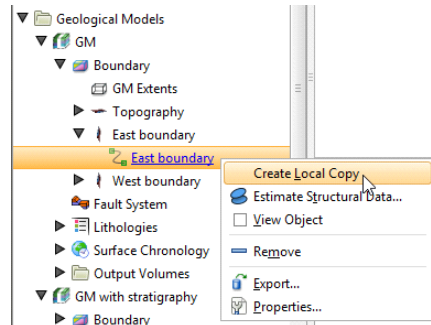 Geological Models
GM
Boundary
GM Extents
Topography
East boundary
East boundary
West boundary
Fault System
Lithologies
Surface Chronology
Output Volumes
GM with stratigraphy
Boundary
Create Local Copy
Estimate Structural Data...
View Object
Remove
Export...
Properties...